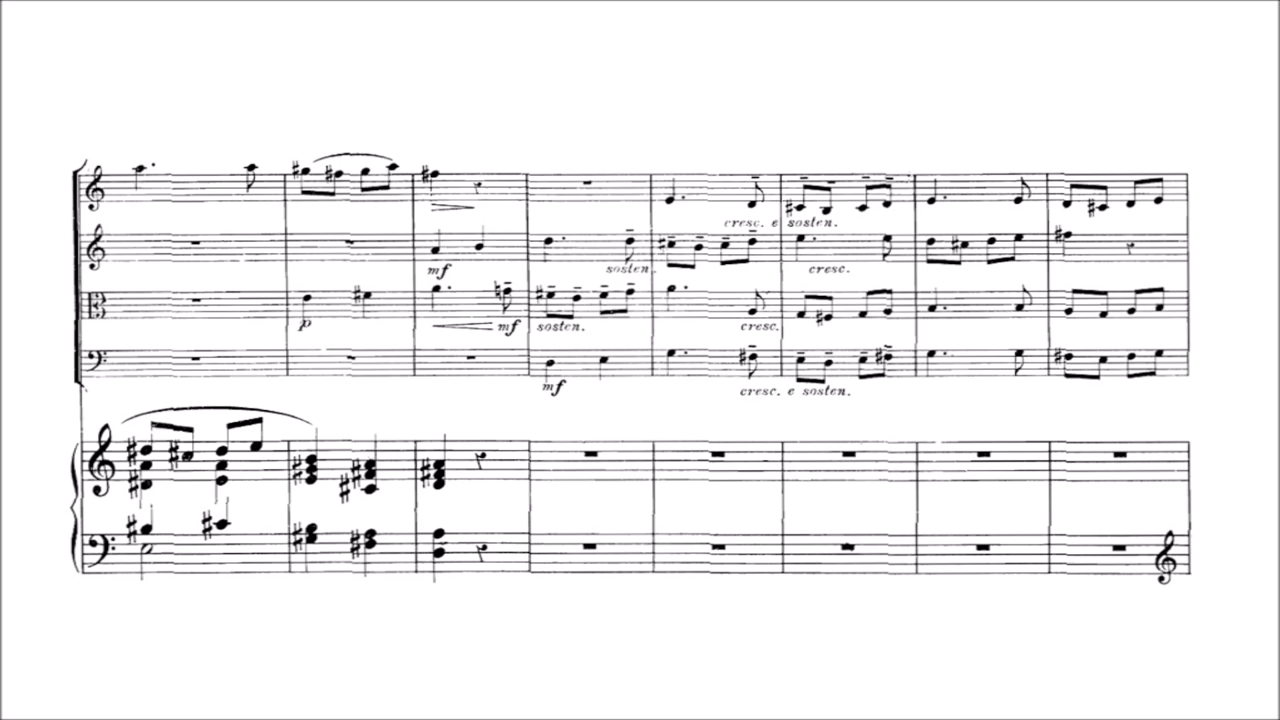 cresc. e sosten.
mf sosten. cresc.
p mf sosten. cresc.
mf cresc. e sosten.